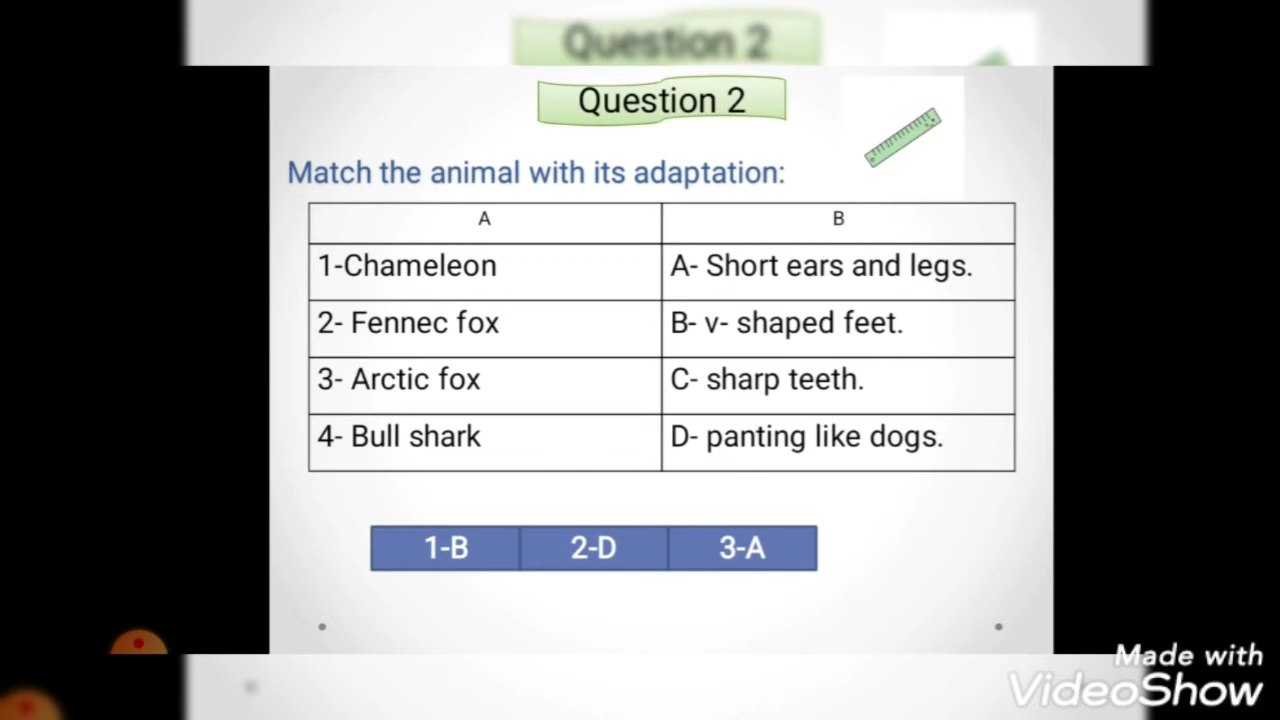 Question 2
Question 2
Match the animal with its adaptation:
A B
1-Chameleon A- Short ears and legs.
2- Fennec fox B- v- shaped feet.
3- Arctic fox C- sharp teeth.
4- Bull shark D- panting like dogs.
1-B 2-D 3-A
Made with
VideoShow